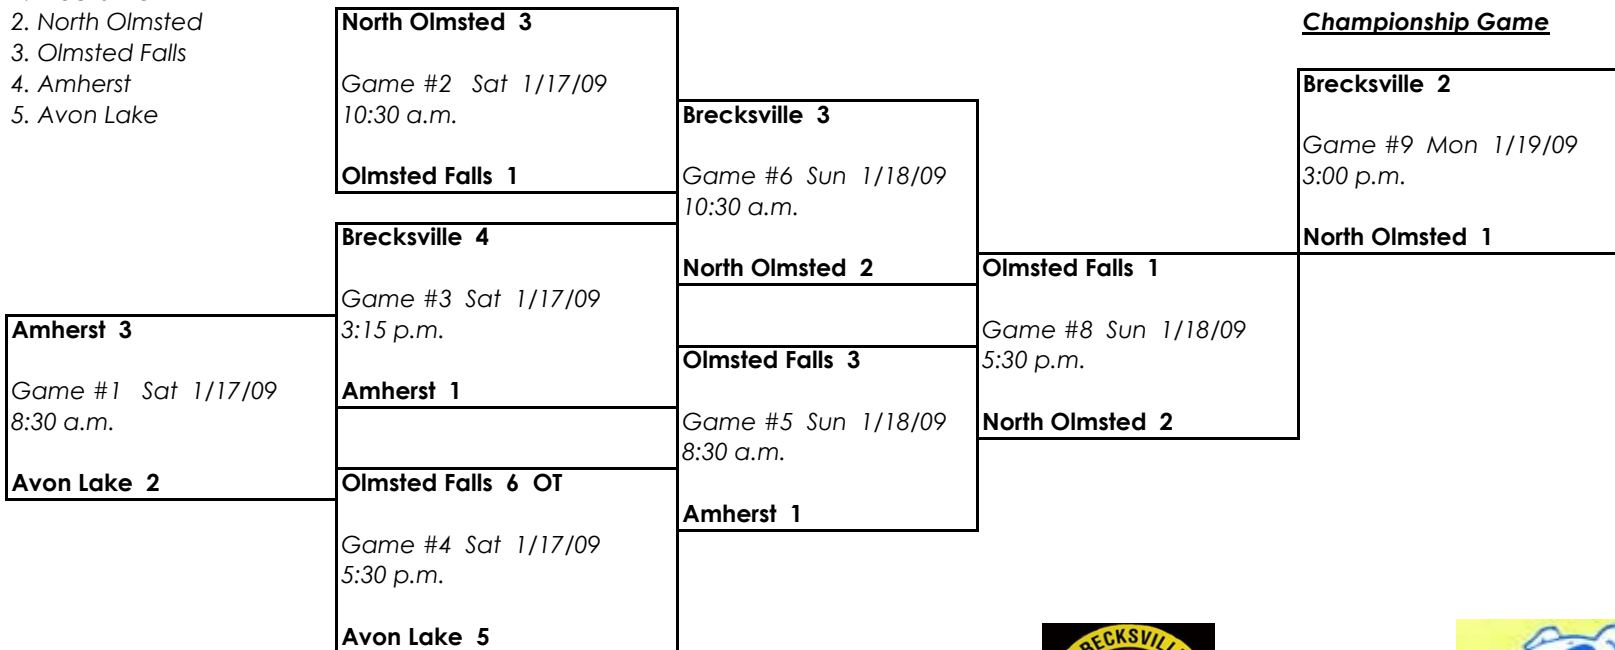 2. North Olmsted
3. Olmsted Falls
4. Amherst
5. Avon Lake
North Olmsted 3
Game #2 Sat 1/17/09
10:30 a.m.
Olmsted Falls 1
Brecksville 4
Game #3 Sat 1/17/09
3:15 p.m.
Amherst 1
Amherst 3
Game #1 Sat 1/17/09
8:30 a.m.
Avon Lake 2
Olmsted Falls 6 OT
Game #4 Sat 1/17/09
5:30 p.m.
Avon Lake 5
Brecksville 3
Game #6 Sun 1/18/09
10:30 a.m.
North Olmsted 2
Olmsted Falls 3
Game #5 Sun 1/18/09
8:30 a.m.
Amherst 1
Olmsted Falls 1
Game #8 Sun 1/18/09
5:30 p.m.
North Olmsted 2
Championship Game
Brecksville 2
Game #9 Mon 1/19/09
3:00 p.m.
North Olmsted 1